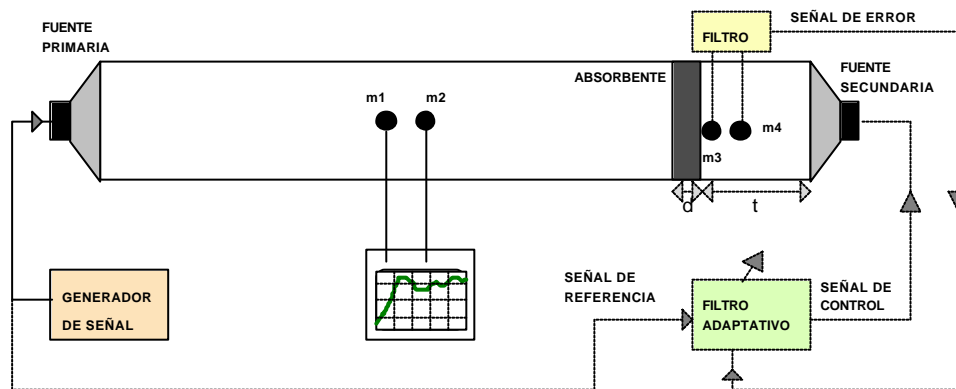 FUENTE
PRIMARIA
FILTRO
SEÑAL DE ERROR
ABSORBENTE
FUENTE
SECUNDARIA
m1
m2
m3
m4
d
t
GENERADOR
DE SEÑAL
SEÑAL DE
REFERENCIA
FILTRO
ADAPTATIVO
SEÑAL DE
CONTROL